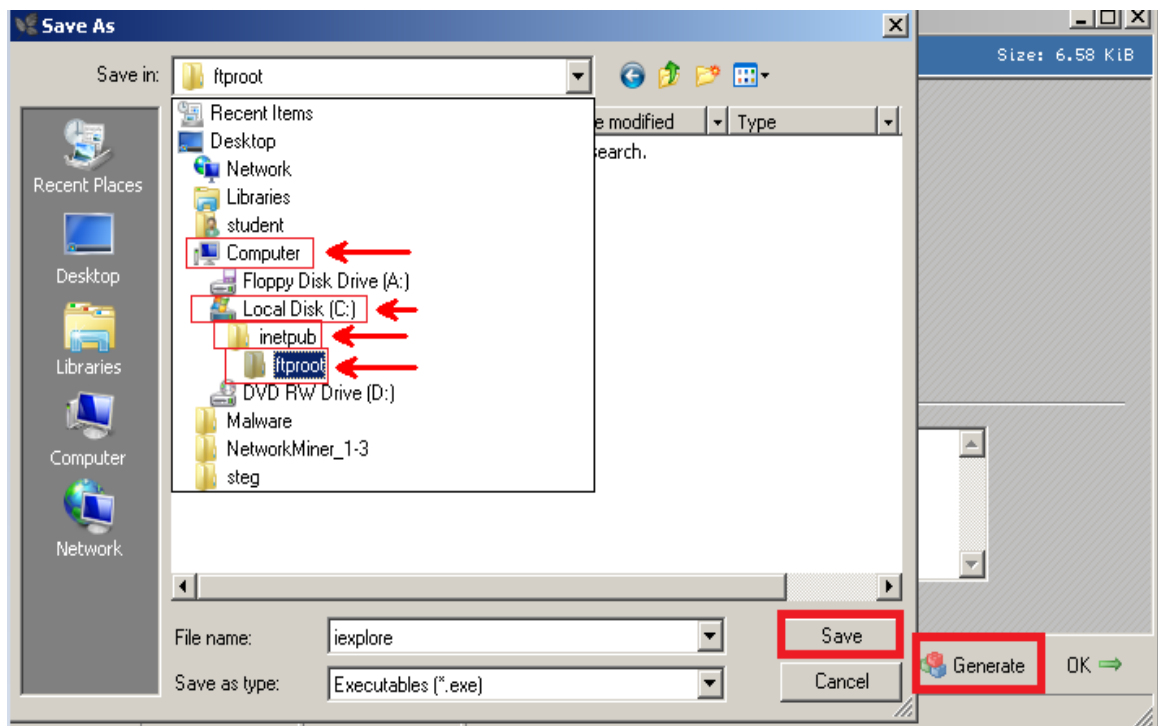 Save As
Size: 6.58 KiB
Save in:
ftproot
Recent Items
Desktop
Network
Libraries
student
Computer
Floppy Disk Drive (A:)
Local Disk (C:)
inetpub
ftproot
DVD RW Drive (D:)
Malware
NetworkMiner_1-3
steg
e modified
Type
search.
Recent Places
Desktop
Libraries
Computer
Network
File name:
iexplore
Save
Save as type:
Executables (*.exe)
Cancel
Generate
OK